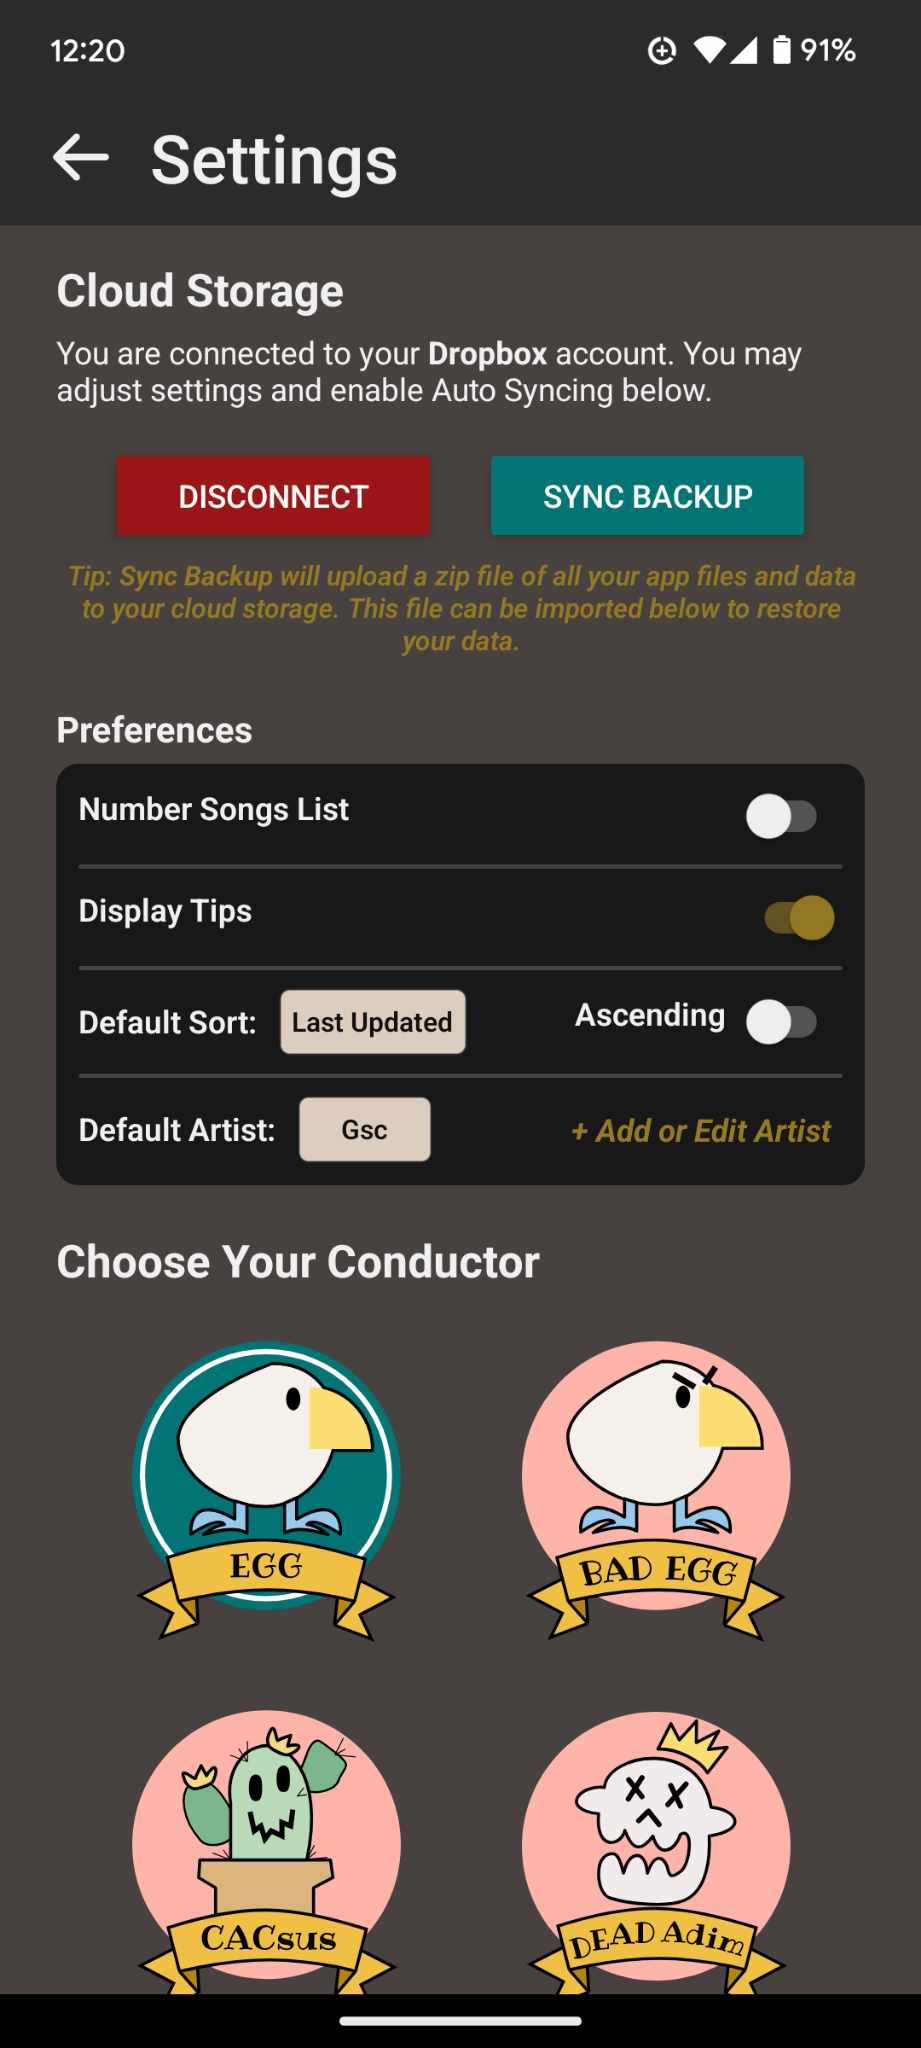 12:20
91%
Settings
Cloud Storage
You are connected to your Dropbox account. You may
adjust settings and enable Auto Syncing below.
DISCONNECT
SYNC BACKUP
Tip: Sync Backup will upload a zip file of all your app files and data
to your cloud storage. This file can be imported below to restore
your data.
Preferences
Number Songs List
Display Tips
Default Sort: Last Updated Ascending
Default Artist: Gsc + Add or Edit Artist
Choose Your Conductor
EGG
BAD EGG
CACsus
DEAD Adim